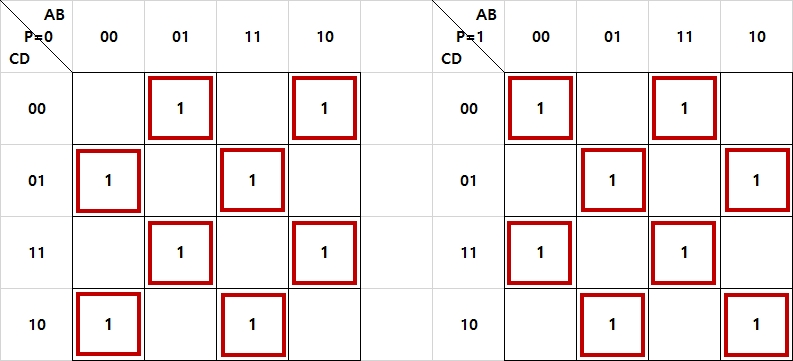 AB AB
P=0 00 01 11 10 P=1 00 01 11 10
CD CD
00 1 1 00 1 1
01 1 1 01 1 1
11 1 1 11 1 1
10 1 1 10 1 1